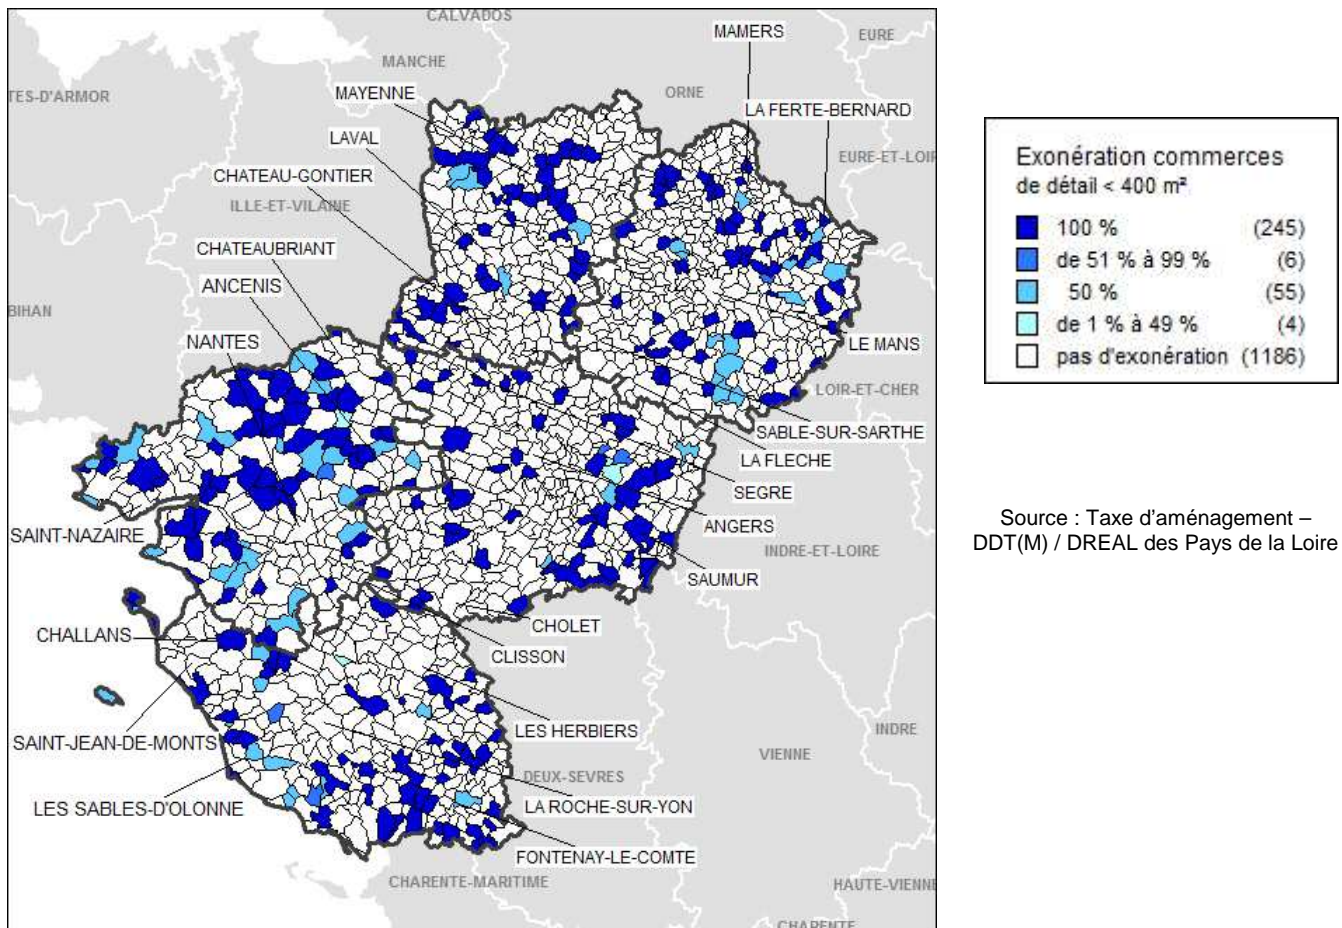 CALVADOS
MAMERS
EURE
MANCHE
TES-D'ARMOR
MAYENNE
ORNE
LA FERTE-BERNARD
LAVAL
EURE-ET-LOIR
CHATEAU-GONTIER
ILLE-ET-VILAINE
CHATEAUBRIANT
ANCENIS
BIHAN
NANTES
LE MANS
LOIR-ET-CHER
SABLE-SUR-SARTHE
LA FLECHE
SEGRE
ANGERS
SAINT-NAZAIRE
INDRE-ET-LOIRE
SAUMUR
CHOLET
CHALLANS
CLISSON
LES HERBIERS
INDRE
SAINT-JEAN-DE-MONTS
VIENNE
DEUX-SEVRES
LES SABLES-D'OLONNE
LA ROCHE-SUR-YON
FONTENAY-LE-COMTE
CHARENTE-MARITIME
HAUTE-VIENNE
CHARENTE
Exonération commerces
de détail < 400 m²
100 % (245)
de 51 % à 99 % (6)
50 % (55)
de 1 % à 49 % (4)
pas d'exonération (1186)
Source : Taxe d'aménagement –
DDT(M) / DREAL des Pays de la Loire